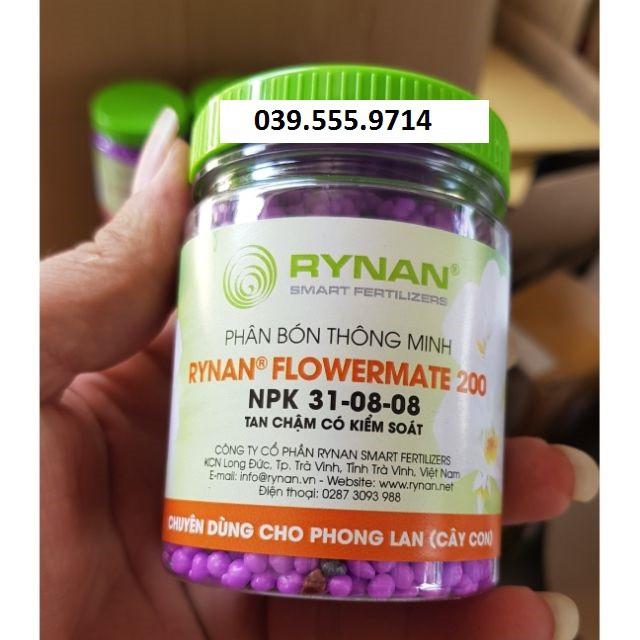 039.555.9714
RYNAN®
SMART FERTILIZERS
PHÂN BÓN THÔNG MINH
RYNAN® FLOWERMATE 200
NPK 31-08-08
TAN CHẬM CÓ KIỂM SOÁT
CÔNG TY CỔ PHẦN RYNAN SMART FERTILIZERS
KCN Long Đức, Tp. Trà Vinh, Tỉnh Trà Vinh, Việt Nam
E-mail: info@rynan.vn - Website: www.rynan.net
Điện thoại: 0287 3093 988
CHUYÊN DÙNG CHO PHONG LAN (CÂY CON)